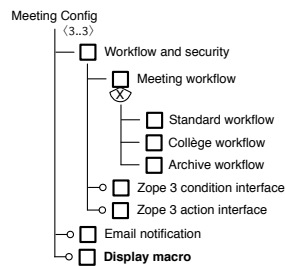 Meeting Config
〈3..3〉
Workflow and security
Meeting workflow
X
Standard workflow
Collège workflow
Archive workflow
Zope 3 condition interface
Zope 3 action interface
Email notification
Display macro